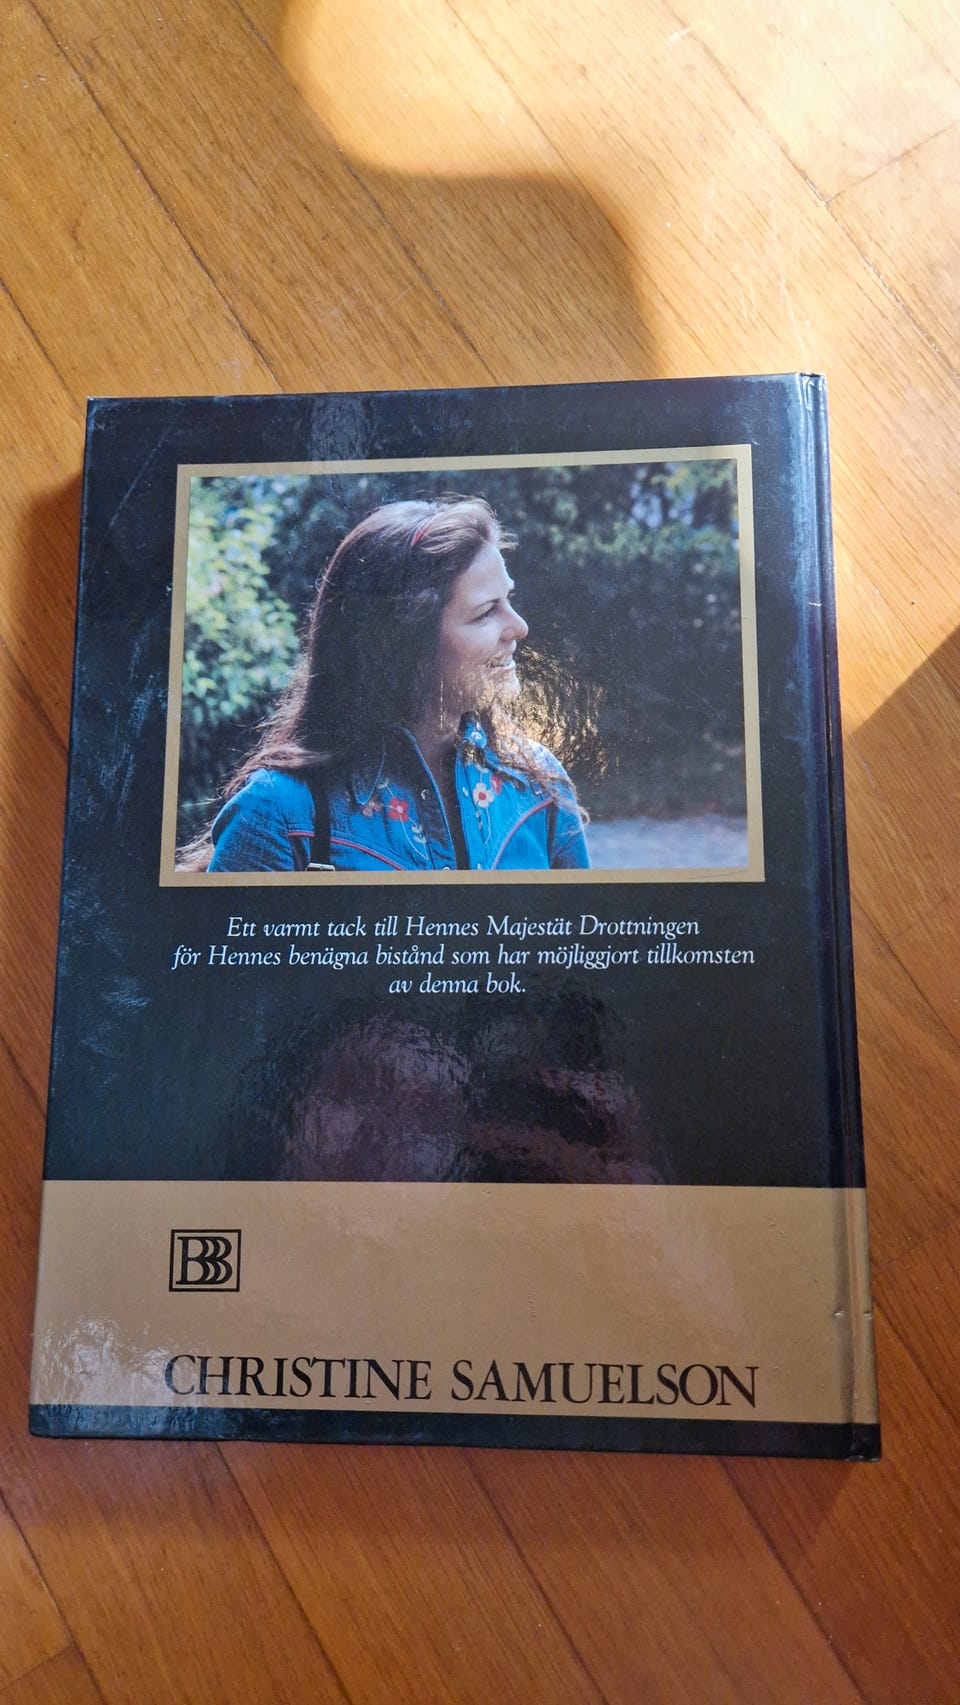 Ett varmt tack till Hennes Majestät Drottningen
för Hennes benägna bistånd som har möjliggjort tillkomsten
av denna bok.
BBB
CHRISTINE SAMUELSON